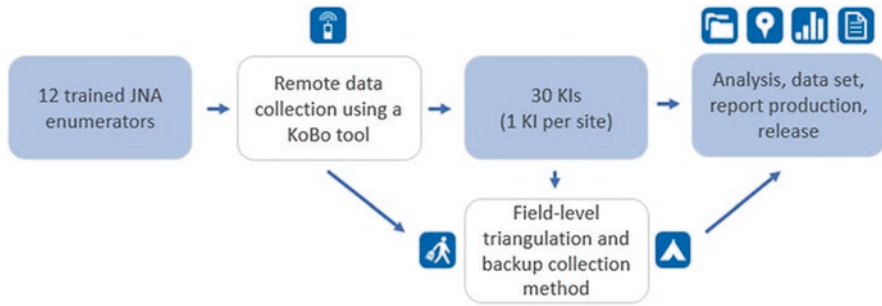 12 trained JNA
enumerators
Remote data
collection using a
KoBo tool
30 KIs
(1 KI per site)
Analysis, data set,
report production,
release
Field-level
triangulation and
backup collection
method